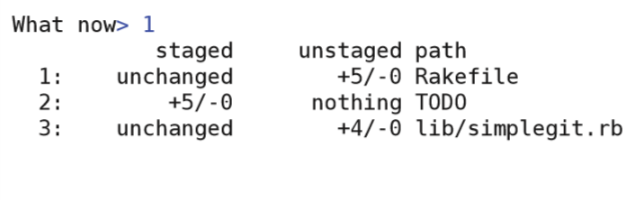 What now> 1
           staged     unstaged path
  1:    unchanged        +5/-0 Rakefile
  2:        +5/-0      nothing TODO
  3:    unchanged        +4/-0 lib/simplegit.rb